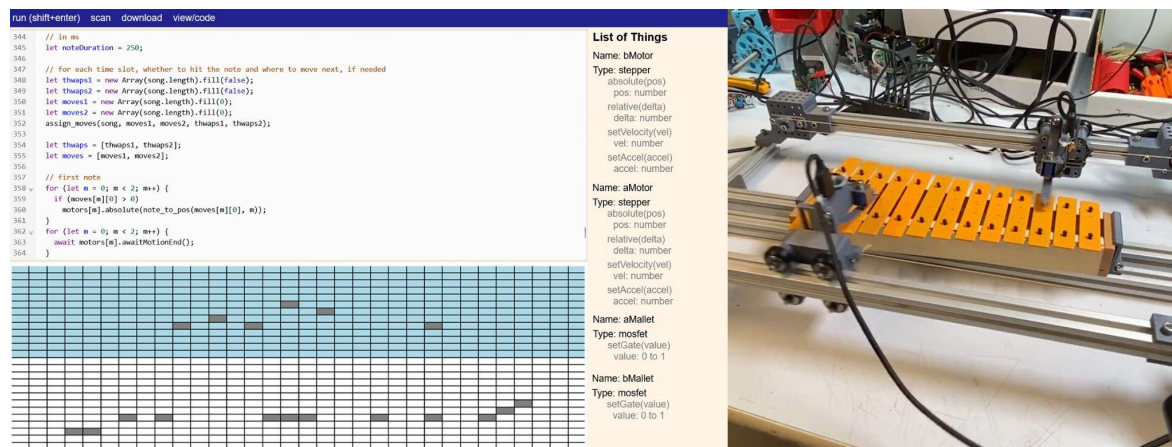 run (shift+enter) scan download view/code
344 // in ms
345 let noteDuration = 250;
346
347 // for each time slot, whether to hit the note and where to move next, if needed
348 let thwaps1 = new Array(song.length).fill(false);
349 let thwaps2 = new Array(song.length).fill(false);
350 let moves1 = new Array(song.length).fill(0);
351 let moves2 = new Array(song.length).fill(0);
352 assign_moves(song, moves1, moves2, thwaps1, thwaps2);
353
354 let thwaps = [thwaps1, thwaps2];
355 let moves = [moves1, moves2];
356
357 // first note
358 for (let m = 0; m < 2; m++) {
359 if (moves[m][0] > 0)
360 motors[m].absolute(note_to_pos(moves[m][0], m));
361 }
362 for (let m = 0; m < 2; m++) {
363 await motors[m].awaitMotionEnd();
364 }
List of Things
Name: bMotor
Type: stepper
absolute(pos)
pos: number
relative(delta)
delta: number
setVelocity(vel)
vel: number
setAccel(accel)
accel: number
Name: aMotor
Type: stepper
absolute(pos)
pos: number
relative(delta)
delta: number
setVelocity(vel)
vel: number
setAccel(accel)
accel: number
Name: aMallet
Type: mosfet
setGate(value)
value: 0 to 1
Name: bMallet
Type: mosfet
setGate(value)
value: 0 to 1